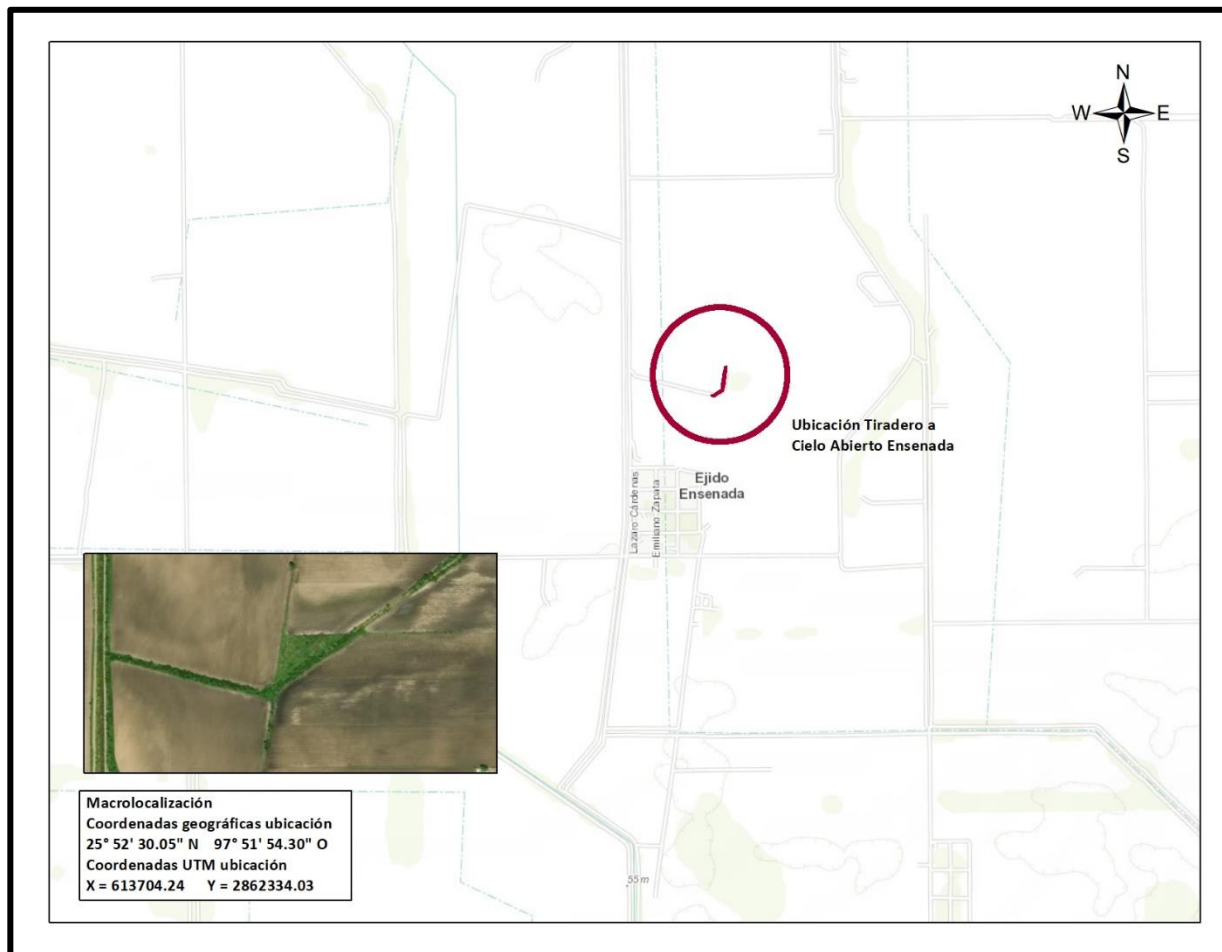 N
W E
S
Ubicación Tiradero a
Cielo Abierto Ensenada
Ejido
Ensenada
Lazaro Cárdenas
Emiliano Zapata
Macrolocalización
Coordenadas geográficas ubicación
25° 52' 30.05" N 97° 51' 54.30" O
Coordenadas UTM ubicación
X = 613704.24 Y = 2862334.03
55 m